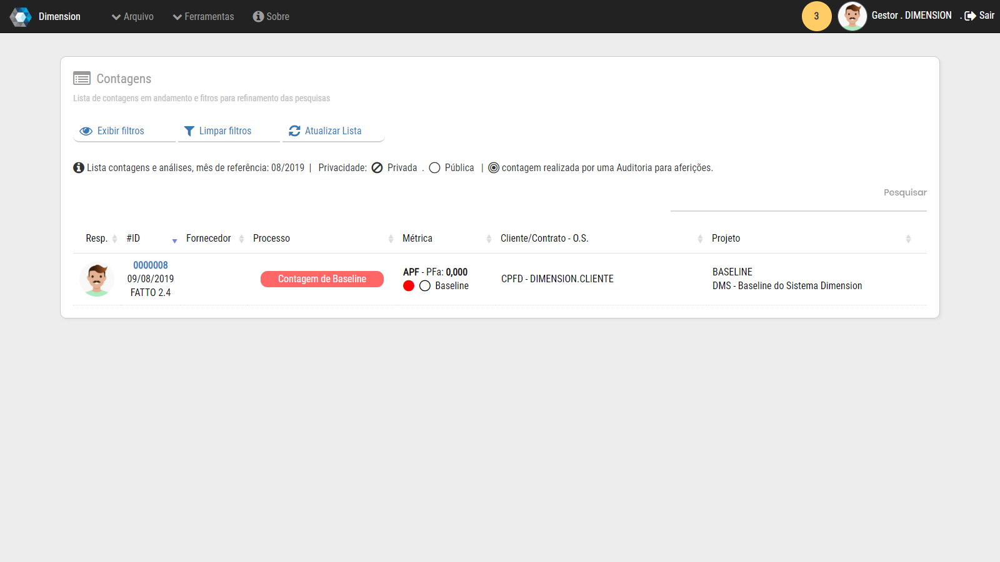 Dimension
Arquivo
Ferramentas
Sobre
3
Gestor . DIMENSION
. Sair
Contagens
Lista de contagens em andamento e fitros para refinamento das pesquisas
Exibir filtros
Limpar filtros
Atualizar Lista
Lista contagens e análises, mês de referência: 08/2019 | Privacidade: Privada . Pública | contagem realizada por uma Auditoria para aferições.
Pesquisar
Resp. #ID Fornecedor Processo Métrica Cliente/Contrato - O.S. Projeto
0000008
09/08/2019
FATTO 2.4
Contagem de Baseline
APF - PFa: 0,000
Baseline
CPFD - DIMENSION.CLIENTE
BASELINE
DMS - Baseline do Sistema Dimension